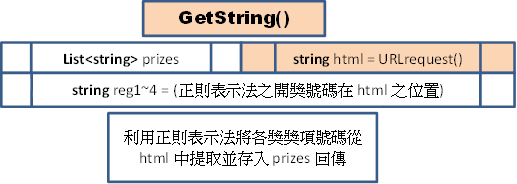 GetString()
List<string> prizes
string html = URLrequest()
string reg1~4 = (正則表示法之開獎號碼在 html 之位置)
利用正則表示法將各獎獎項號碼從
html 中提取並存入 prizes 回傳